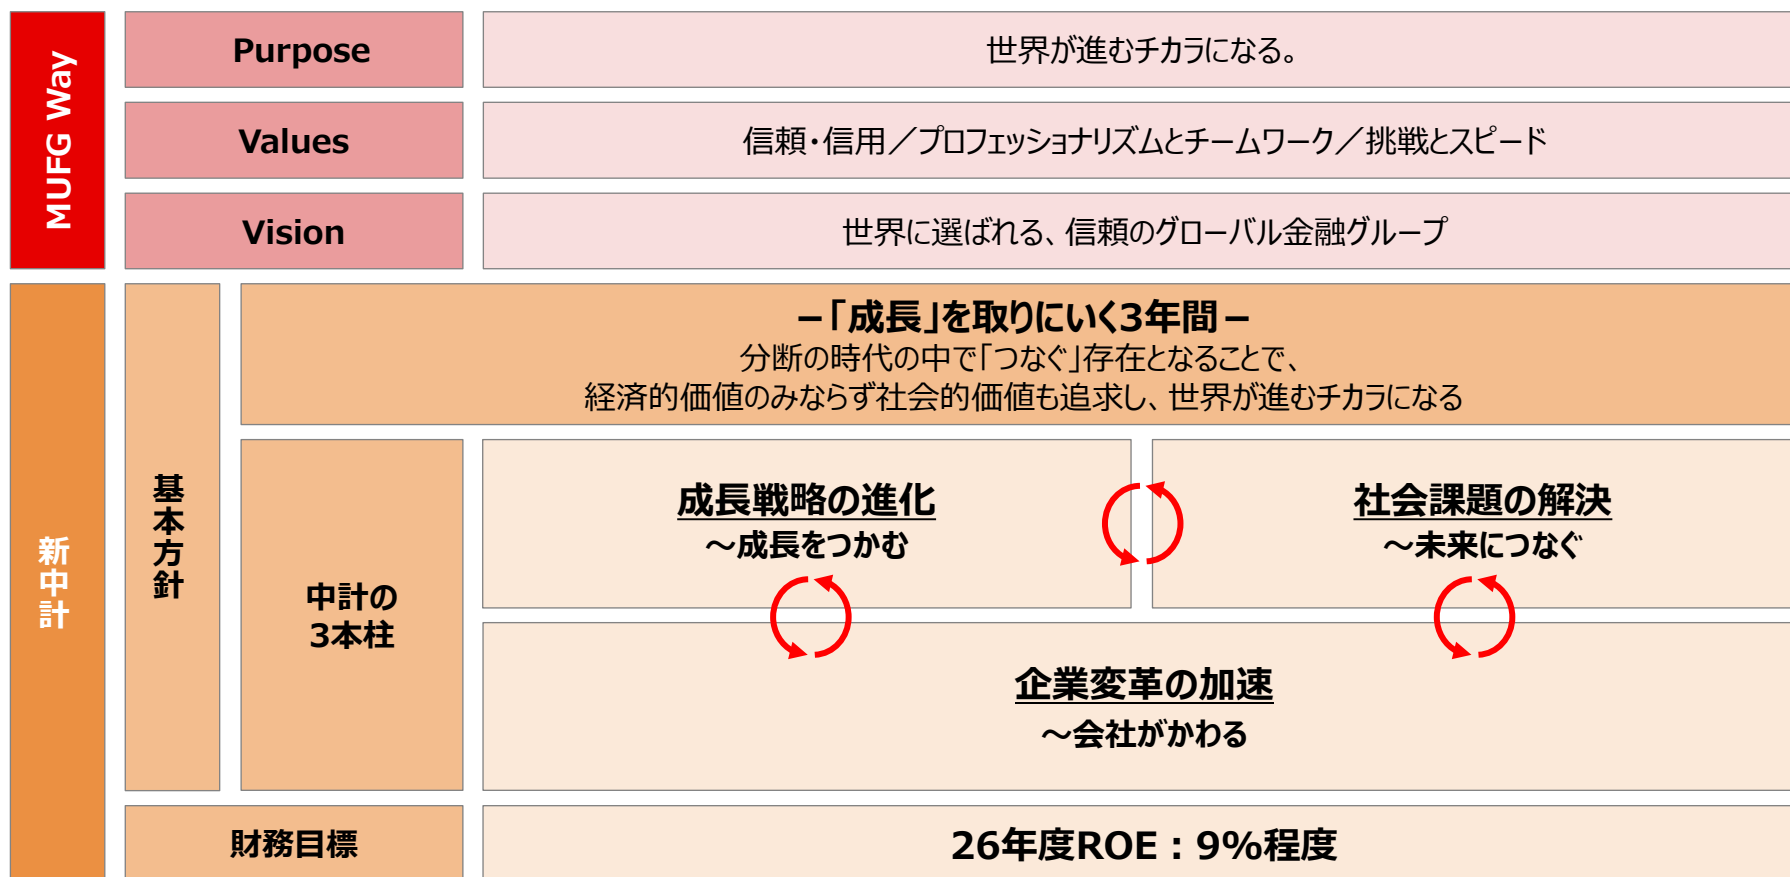 MUFG Way
Purpose
世界が進むチカラになる。
Values
信頼・信用／プロフェッショナリズムとチームワーク／挑戦とスピード
Vision
世界に選ばれる、信頼のグローバル金融グループ
新中計
基本方針
－「成長」を取りにいく3年間－
分断の時代の中で「つなぐ」存在となることで、
経済的価値のみならず社会的価値も追求し、世界が進むチカラになる
中計の
3本柱
成長戦略の進化
～成長をつかむ
社会課題の解決
～未来につなぐ
企業変革の加速
～会社がかわる
財務目標
26年度ROE：9%程度